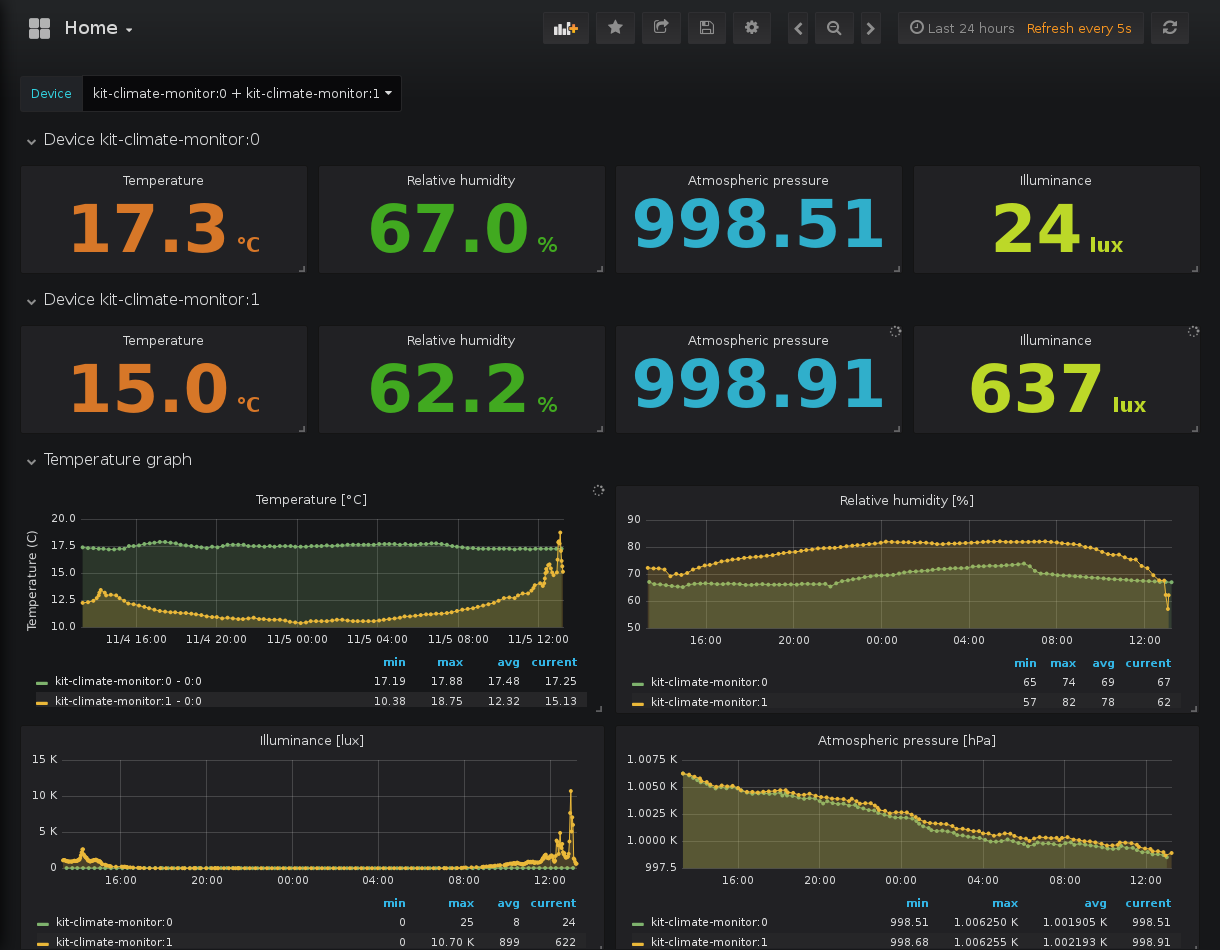 Home
Last 24 hours Refresh every 5s
Device kit-climate-monitor:0 + kit-climate-monitor:1
Device kit-climate-monitor:0
Temperature Relative humidity Atmospheric pressure Illuminance
17.3 °C 67.0 % 998.51 24 lux
Device kit-climate-monitor:1
Temperature Relative humidity Atmospheric pressure Illuminance
15.0 °C 62.2 % 998.91 637 lux
Temperature graph
Temperature [°C]
Temperature (C)
20.0
17.5
15.0
12.5
10.0
11/4 16:00 11/4 20:00 11/5 00:00 11/5 04:00 11/5 08:00 11/5 12:00
min max avg current
kit-climate-monitor:0 - 0:0 17.19 17.88 17.48 17.25
kit-climate-monitor:1 - 0:0 10.38 18.75 12.32 15.13
Relative humidity [%]
90
80
70
60
50
16:00 20:00 00:00 04:00 08:00 12:00
min max avg current
kit-climate-monitor:0 65 74 69 67
kit-climate-monitor:1 57 82 78 62
Illuminance [lux]
15 K
10 K
5 K
0
16:00 20:00 00:00 04:00 08:00 12:00
min max avg current
kit-climate-monitor:0 0 25 8 24
kit-climate-monitor:1 0 10.70 K 899 622
Atmospheric pressure [hPa]
1.0075 K
1.0050 K
1.0025 K
1.0000 K
997.5
16:00 20:00 00:00 04:00 08:00 12:00
min max avg current
kit-climate-monitor:0 998.51 1.006250 K 1.001905 K 998.51
kit-climate-monitor:1 998.68 1.006255 K 1.002193 K 998.91